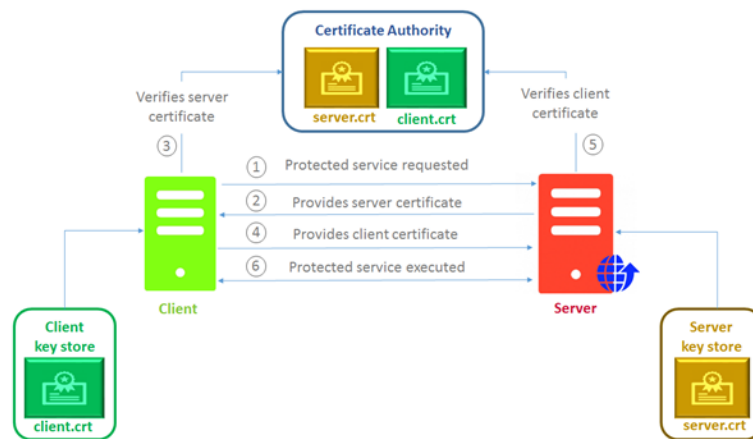 Certificate Authority
server.crt
client.crt
Verifies server
certificate
3
Verifies client
certificate
5
1 Protected service requested
2 Provides server certificate
4 Provides client certificate
6 Protected service executed
Client
Server
Client
key store
client.crt
Server
key store
server.crt